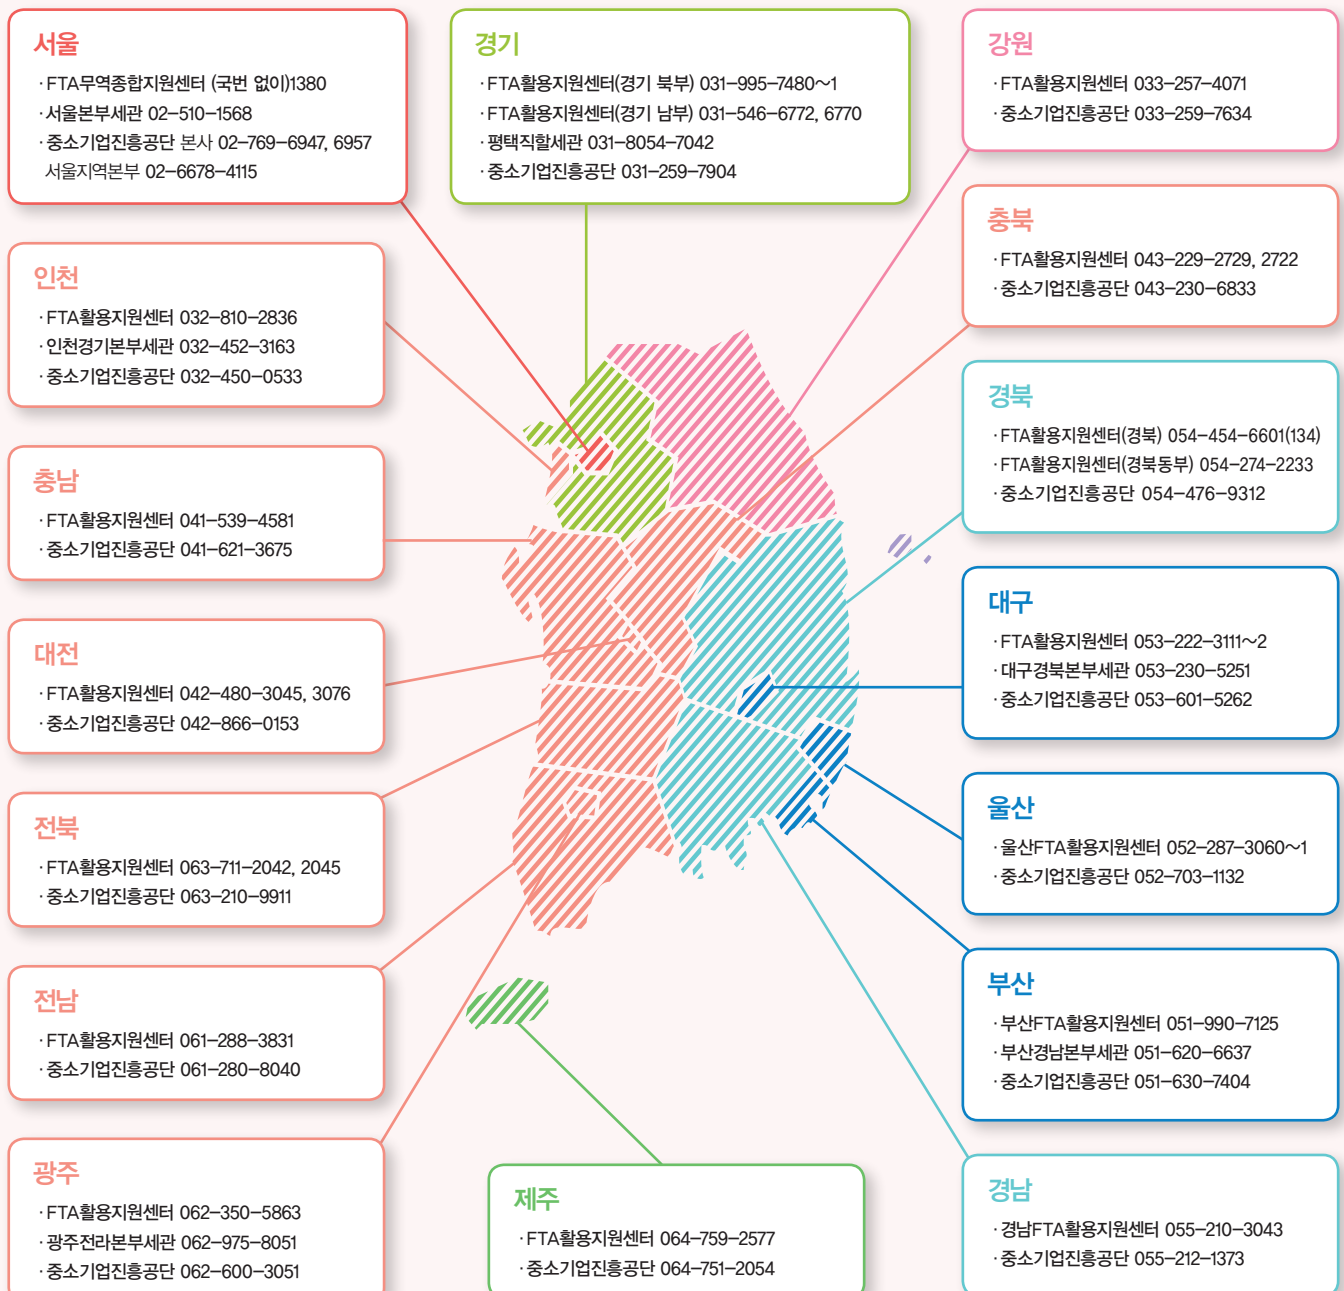 서울
·FTA무역종합지원센터 (국번 없이)1380
·서울본부세관 02–510–1568
·중소기업진흥공단 본사 02–769–6947, 6957
서울지역본부 02–6678–4115
경기
·FTA활용지원센터(경기 북부) 031–995–7480~1
·FTA활용지원센터(경기 남부) 031–546–6772, 6770
·평택직할세관 031–8054–7042
·중소기업진흥공단 031–259–7904
강원
·FTA활용지원센터 033–257–4071
·중소기업진흥공단 033–259–7634
인천
·FTA활용지원센터 032–810–2836
·인천경기본부세관 032–452–3163
·중소기업진흥공단 032–450–0533
충북
·FTA활용지원센터 043–229–2729, 2722
·중소기업진흥공단 043–230–6833
충남
·FTA활용지원센터 041–539–4581
·중소기업진흥공단 041–621–3675
경북
·FTA활용지원센터(경북) 054–454–6601(134)
·FTA활용지원센터(경북동부) 054–274–2233
·중소기업진흥공단 054–476–9312
대전
·FTA활용지원센터 042–480–3045, 3076
·중소기업진흥공단 042–866–0153
대구
·FTA활용지원센터 053–222–3111~2
·대구경북본부세관 053–230–5251
·중소기업진흥공단 053–601–5262
전북
·FTA활용지원센터 063–711–2042, 2045
·중소기업진흥공단 063–210–9911
울산
·울산FTA활용지원센터 052–287–3060~1
·중소기업진흥공단 052–703–1132
전남
·FTA활용지원센터 061–288–3831
·중소기업진흥공단 061–280–8040
부산
·부산FTA활용지원센터 051–990–7125
·부산경남본부세관 051–620–6637
·중소기업진흥공단 051–630–7404
광주
·FTA활용지원센터 062–350–5863
·광주전라본부세관 062–975–8051
·중소기업진흥공단 062–600–3051
제주
·FTA활용지원센터 064–759–2577
·중소기업진흥공단 064–751–2054
경남
·경남FTA활용지원센터 055–210–3043
·중소기업진흥공단 055–212–1373